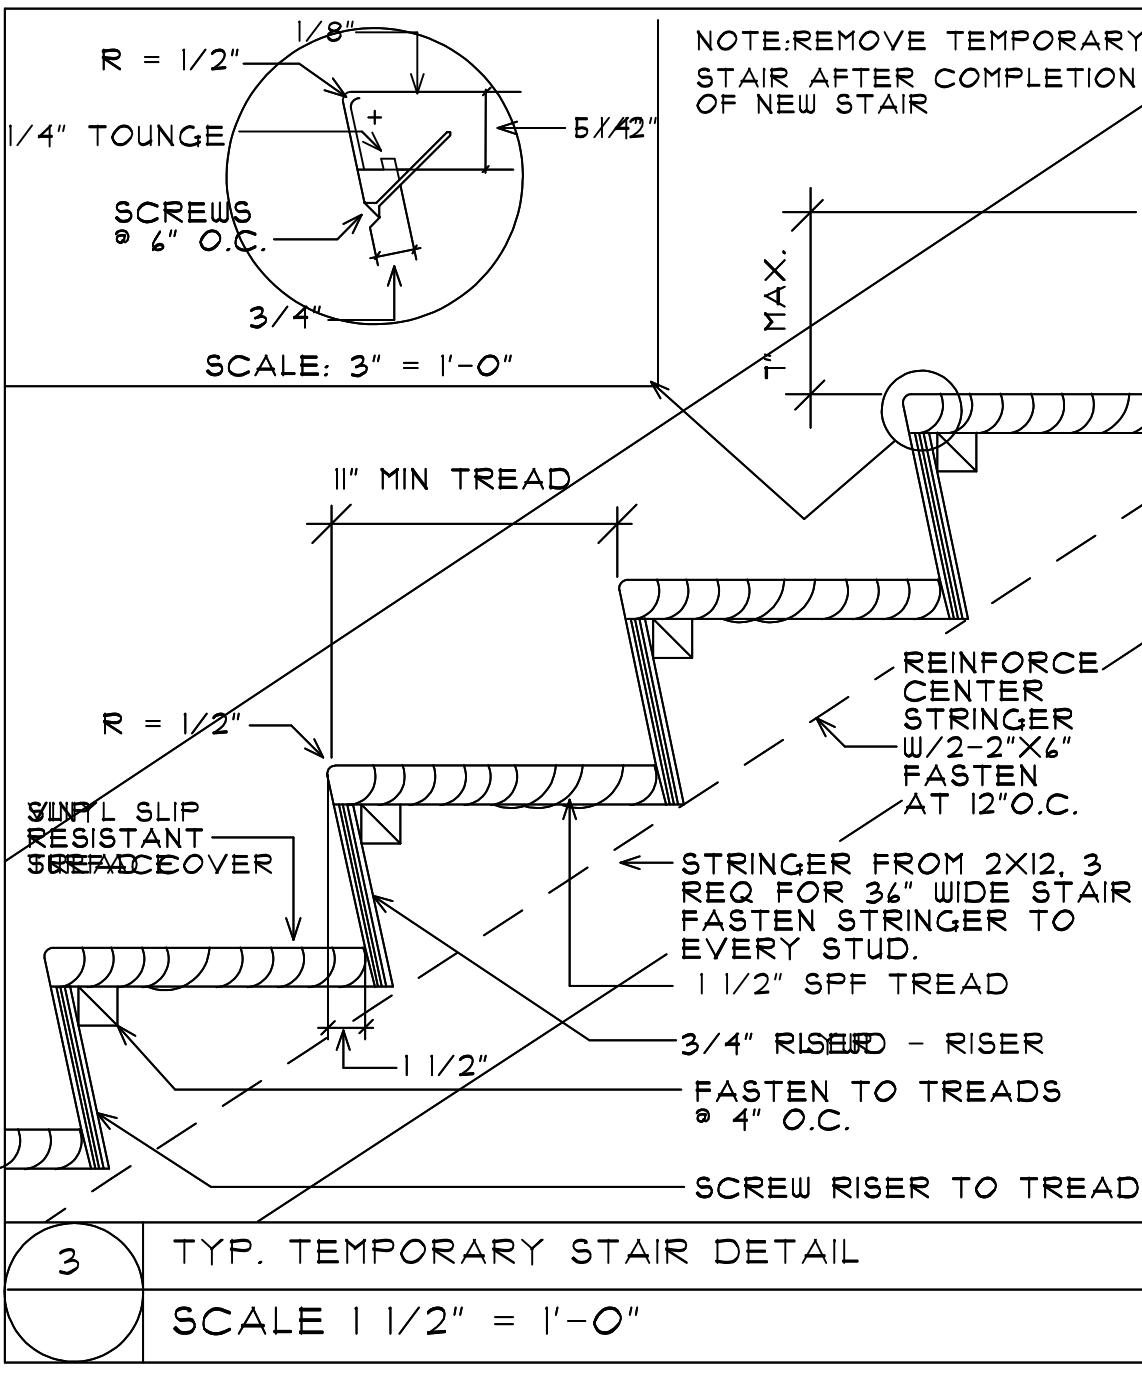 1/8"
R = 1/2"
1/4" TOUNGE
SCREWS
@ 6" O.C.
3/4"
SCALE: 3" = 1'-0"
NOTE:REMOVE TEMPORARY
STAIR AFTER COMPLETION
OF NEW STAIR
7" MAX.
11" MIN TREAD
R = 1/2"
SLIP
RESISTANT
COVER
REINFORCE
CENTER
STRINGER
W/2-2"X6"
FASTEN
AT 12"O.C.
STRINGER FROM 2X12, 3
REQ FOR 36" WIDE STAIR
FASTEN STRINGER TO
EVERY STUD.
1 1/2" SPF TREAD
3/4" - RISER
1 1/2"
FASTEN TO TREADS
@ 4" O.C.
SCREW RISER TO TREAD
3
TYP. TEMPORARY STAIR DETAIL
SCALE 1 1/2" = 1'-0"